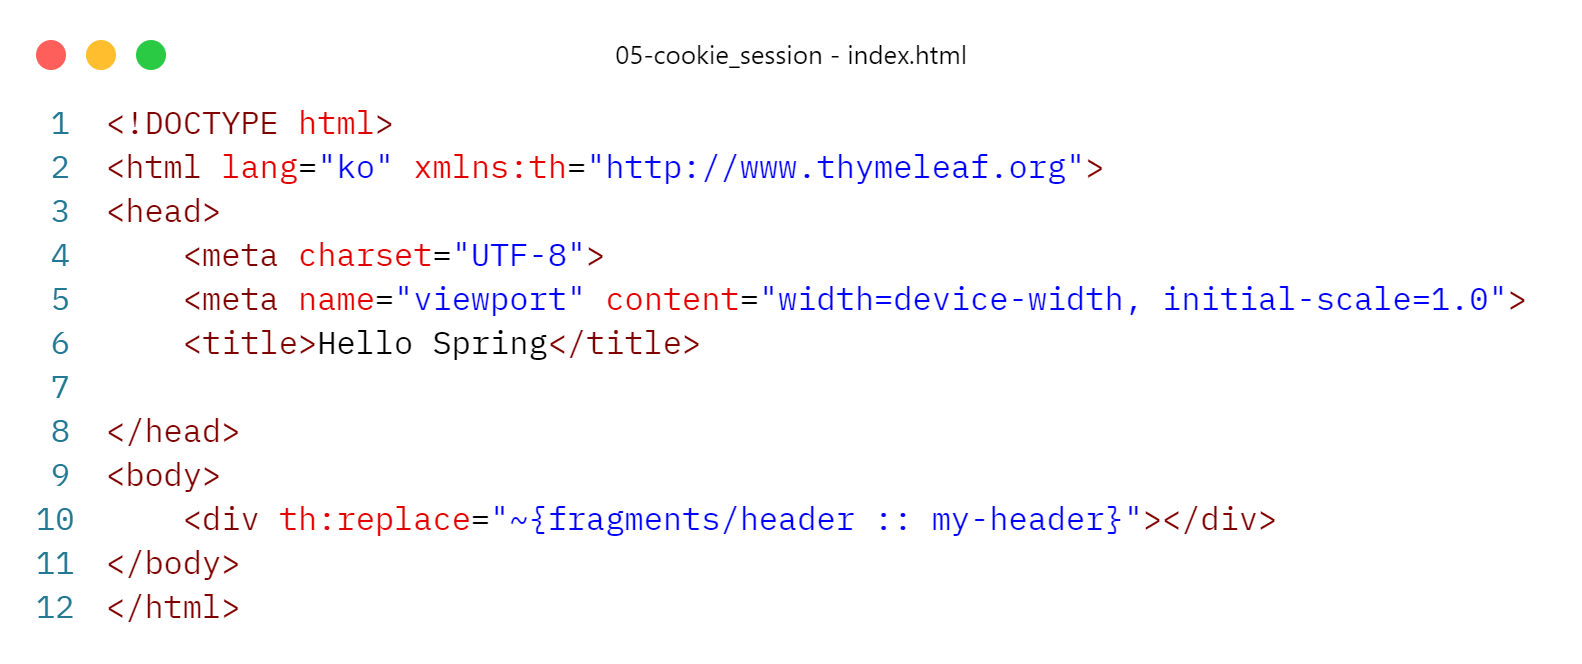 05-cookie_session - index.html
1 <!DOCTYPE html>
2 <html lang="ko" xmlns:th="http://www.thymeleaf.org">
3 <head>
4     <meta charset="UTF-8">
5     <meta name="viewport" content="width=device-width, initial-scale=1.0">
6     <title>Hello Spring</title>
7
8 </head>
9 <body>
10     <div th:replace="~{fragments/header :: my-header}"></div>
11 </body>
12 </html>